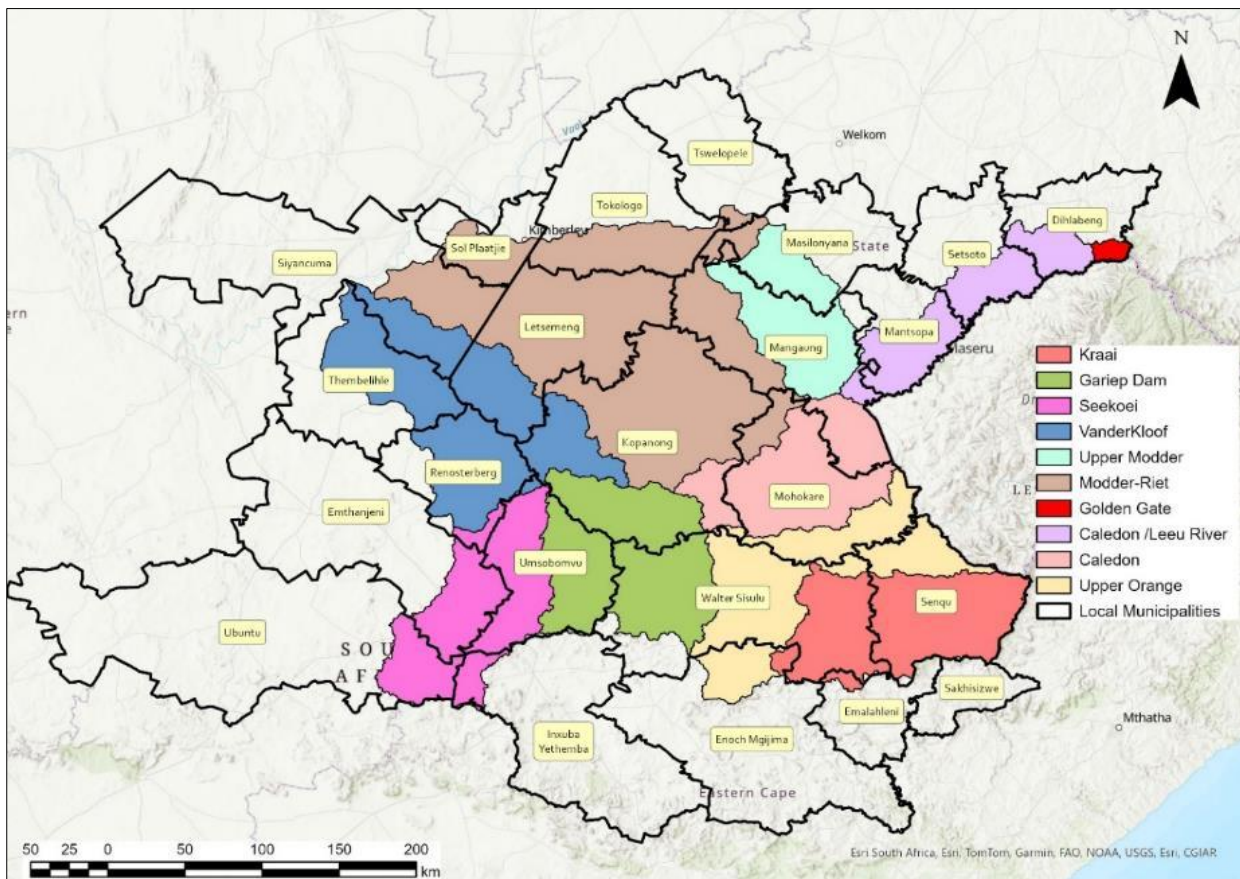 N
Welkom
Tswelopele
Vaal
Tokologo
Dihlabeng
Kimberley
Sol Plaatjie
Masilonyana
State
Setsoto
Siyancuma
ern
e
Letsemeng
Mantsopa
Mangaung
Maseru
Thembelihle
Kopanong
Renosterberg
Mohokare
LE
Emthanjeni
Umsobomvu
Walter Sisulu
Senqu
Ubuntu
SOU
AF
Sakhisizwe
Emalahleni
Mthatha
Inxuba
Yethemba
Enoch Mgijima
Eastern Cape
Kraai
Gariep Dam
Seekoei
VanderKloof
Upper Modder
Modder-Riet
Golden Gate
Caledon /Leeu River
Caledon
Upper Orange
Local Municipalities
50 25 0 50 100 150 200
km
Esri South Africa, Esri, TomTom, Garmin, FAO, NOAA, USGS, Esri, CGIAR